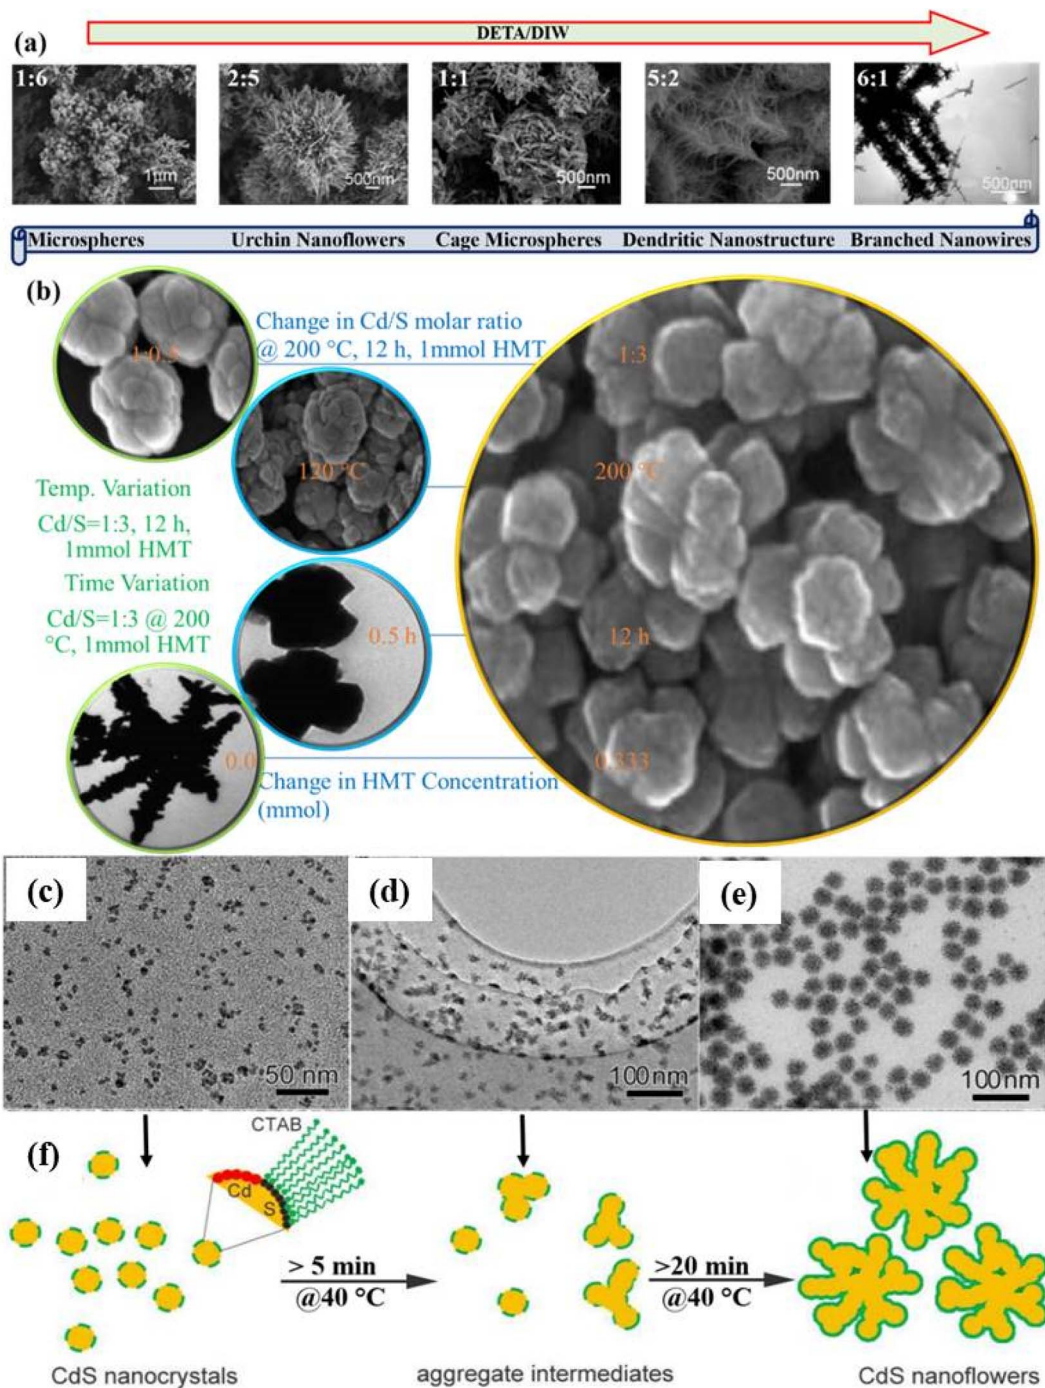 DETA/DIW
(a)
1:6
2:5
1:1
5:2
6:1
1µm
500nm
500nm
500nm
500nm
Microspheres
Urchin Nanoflowers
Cage Microspheres
Dendritic Nanostructure
Branched Nanowires
(b)
1:0.5
Change in Cd/S molar ratio
@ 200 °C, 12 h, 1mmol HMT
1:3
120 °C
200 °C
Temp. Variation
Cd/S=1:3, 12 h,
1mmol HMT
Time Variation
Cd/S=1:3 @ 200
°C, 1mmol HMT
0.5 h
12 h
0.0
0.333
Change in HMT Concentration
(mmol)
(c)
50 nm
(d)
100nm
(e)
100nm
(f)
CTAB
Cd
S
> 5 min
@40 °C
>20 min
@40 °C
CdS nanocrystals
aggregate intermediates
CdS nanoflowers